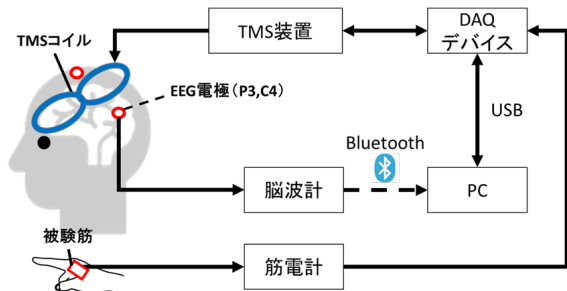 TMS装置
DAQ
デバイス
TMSコイル
EEG電極(P3,C4)
USB
Bluetooth
脳波計
PC
被験筋
筋電計